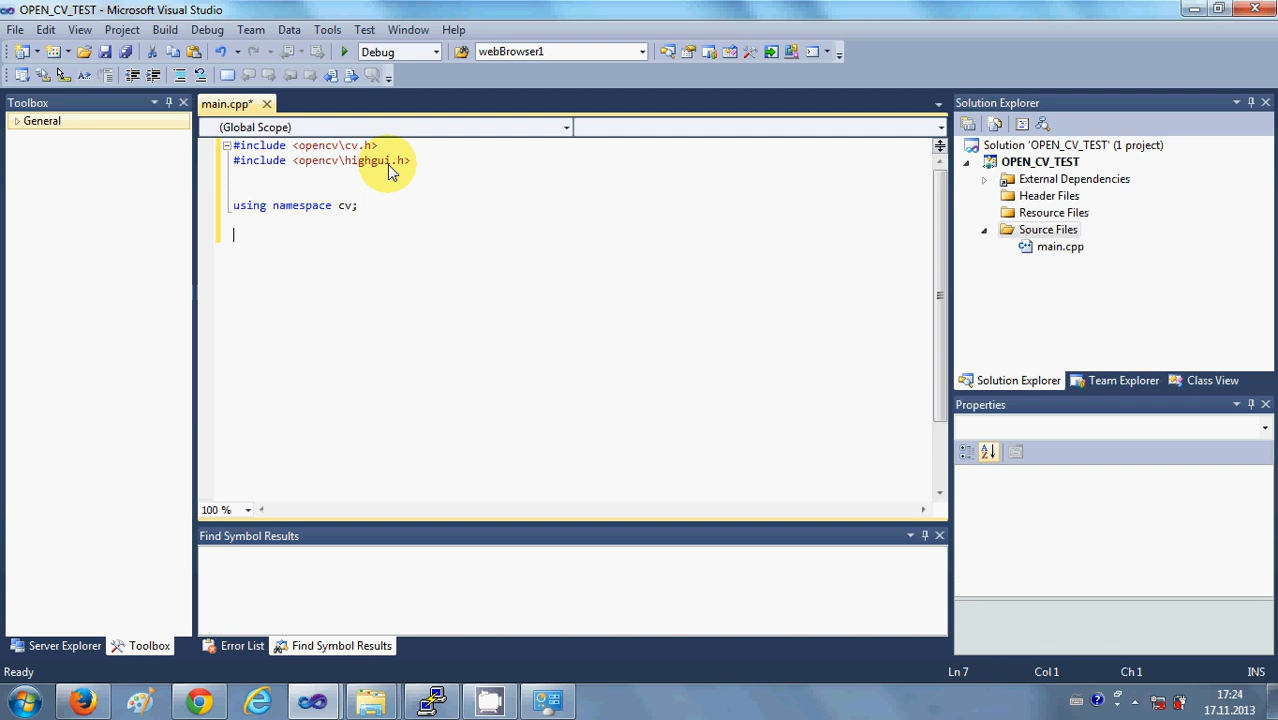 OPEN_CV_TEST - Microsoft Visual Studio
File Edit View Project Build Debug Team Data Tools Test Window Help
Debug webBrowser1
Toolbox
General
main.cpp*
(Global Scope)
#include <opencv\cv.h>
#include <opencv\highgui.h>
using namespace cv;
100 %
Find Symbol Results
Solution Explorer
Solution 'OPEN_CV_TEST' (1 project)
OPEN_CV_TEST
External Dependencies
Header Files
Resource Files
Source Files
main.cpp
Solution Explorer Team Explorer Class View
Properties
Server Explorer Toolbox Error List Find Symbol Results
Ready Ln 7 Col 1 Ch 1 INS
17:24
17.11.2013